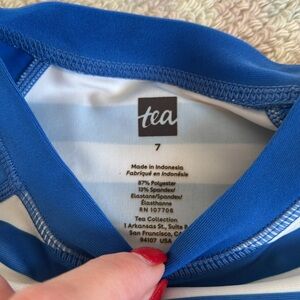 tea
7
Made in Indonesia
Fabriqué en Indonésie
87% Polyester
13% Spandex/
Elastane/Spandex/
Élasthanne
RN 107708
Tea Collection
1 Arkansas St., Suite B
San Francisco, CA
94107 USA